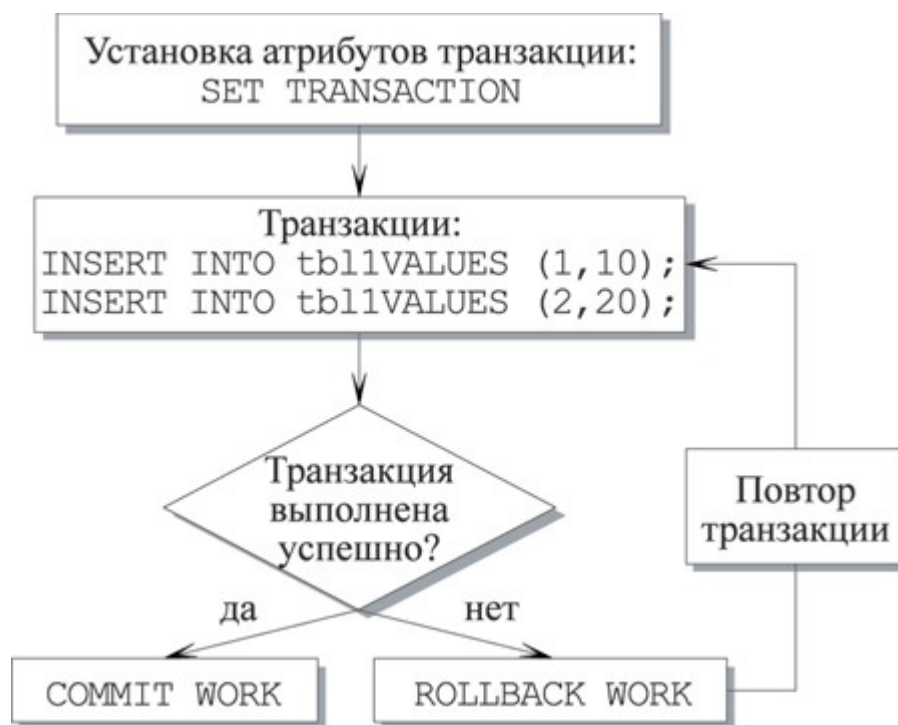 Установка атрибутов транзакции:
SET TRANSACTION
Транзакции:
INSERT INTO tbl1VALUES (1,10);
INSERT INTO tbl1VALUES (2,20);
Транзакция
выполнена
успешно?
Повтор
транзакции
да
нет
COMMIT WORK
ROLLBACK WORK